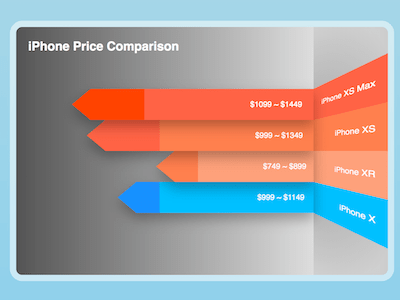 iPhone Price Comparison
$1099 – $1449
iPhone XS Max
$999 – $1349
iPhone XS
$749 – $899
iPhone XR
$999 – $1149
iPhone X